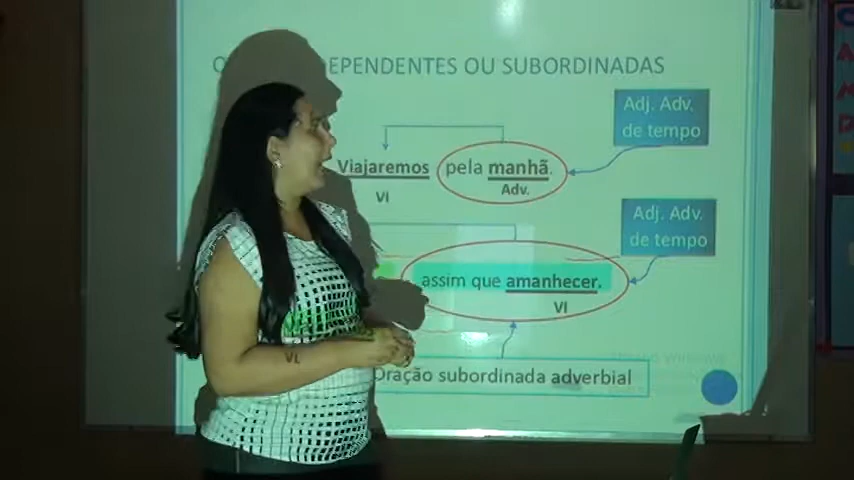 EPENDENTES OU SUBORDINADAS
Adj. Adv.
de tempo
Viajaremos pela manhã.
VI
Adv.
Adj. Adv.
de tempo
assim que amanhecer.
VI
VI
Oração subordinada adverbial